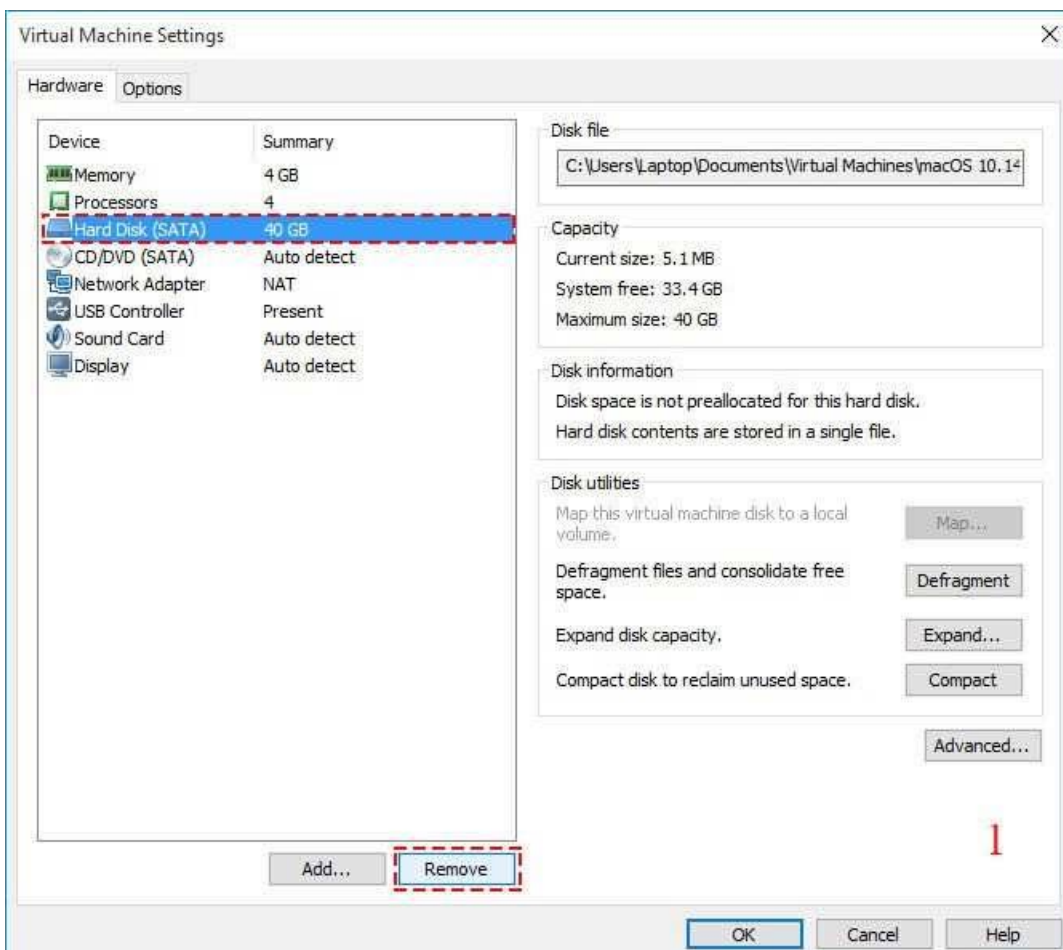 Virtual Machine Settings
Hardware Options
Device Summary
Memory 4 GB
Processors 4
Hard Disk (SATA) 40 GB
CD/DVD (SATA) Auto detect
Network Adapter NAT
USB Controller Present
Sound Card Auto detect
Display Auto detect
Add... Remove
Disk file
C:\Users\Laptop\Documents\Virtual Machines\macOS 10.14
Capacity
Current size: 5.1 MB
System free: 33.4 GB
Maximum size: 40 GB
Disk information
Disk space is not preallocated for this hard disk.
Hard disk contents are stored in a single file.
Disk utilities
Map this virtual machine disk to a local
volume.
Map...
Defragment files and consolidate free
space.
Defragment
Expand disk capacity.
Expand...
Compact disk to reclaim unused space.
Compact
Advanced...
1
OK Cancel Help